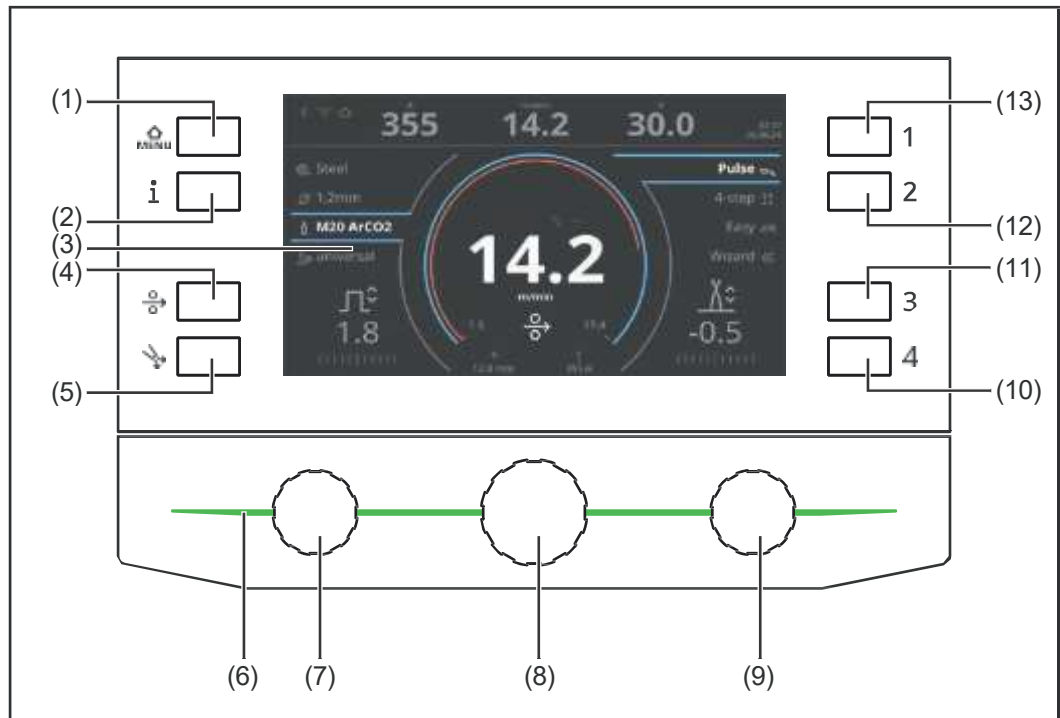 (1)
(2)
(3)
(4)
(5)
MENU
i
355 14.2 30.0
Steel
1,2mm
M20 ArCO2
universal
1.8
14.2
m/min
Pulse
4-step
Easy
Wizard
-0.5
1
2
3
4
(13)
(12)
(11)
(10)
(6)
(7)
(8)
(9)